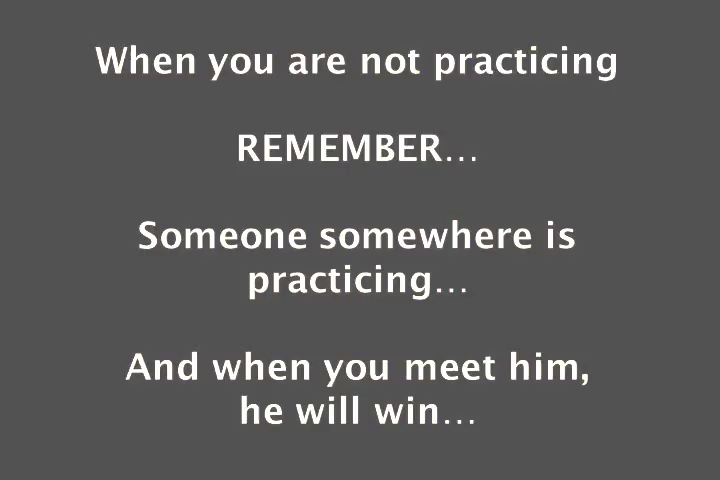 When you are not practicing
REMEMBER…
Someone somewhere is
practicing…
And when you meet him,
he will win…